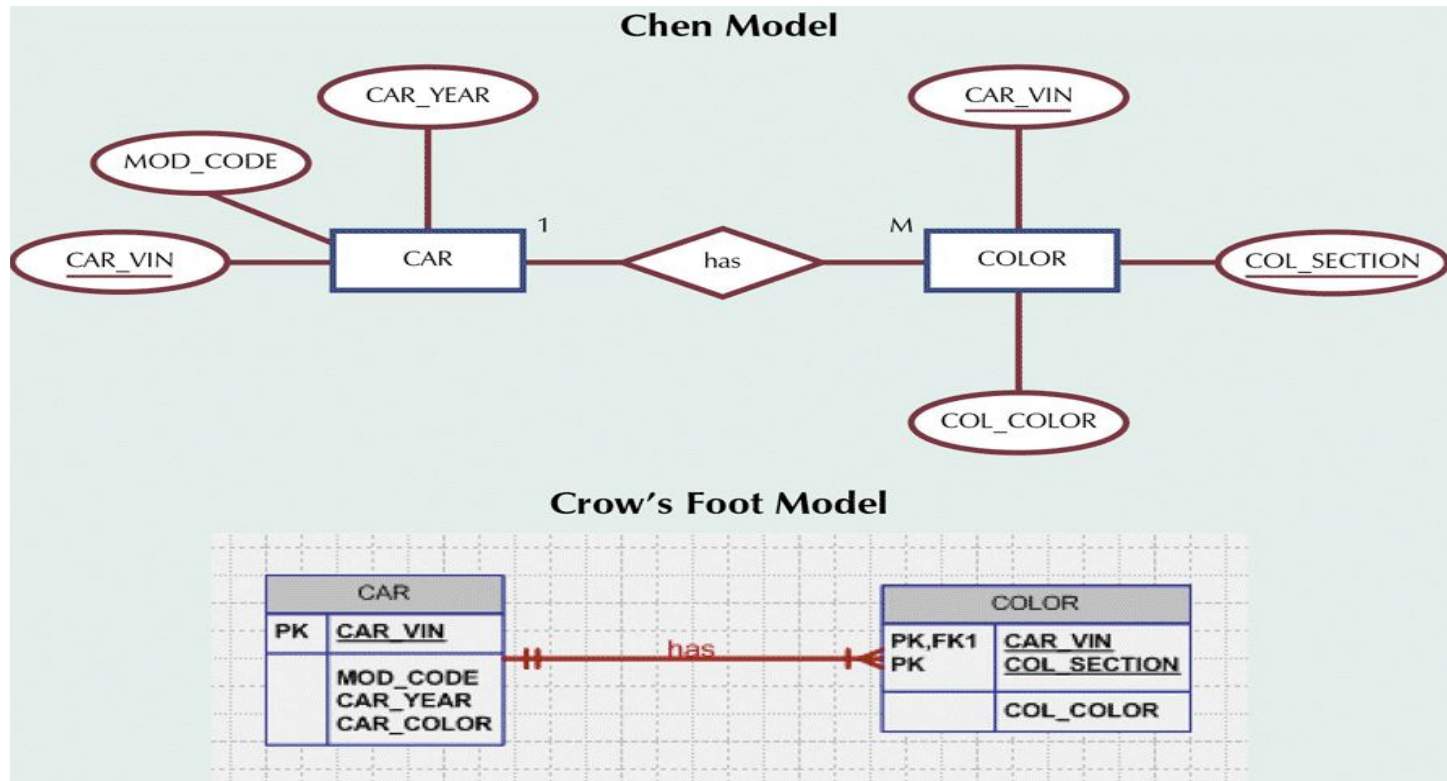 Chen Model
CAR_YEAR
CAR_VIN
MOD_CODE
1
M
CAR_VIN
CAR
has
COLOR
COL_SECTION
COL_COLOR
Crow's Foot Model
CAR
COLOR
PK CAR_VIN
has
PK,FK1 CAR_VIN
PK COL_SECTION
MOD_CODE
CAR_YEAR
CAR_COLOR
COL_COLOR